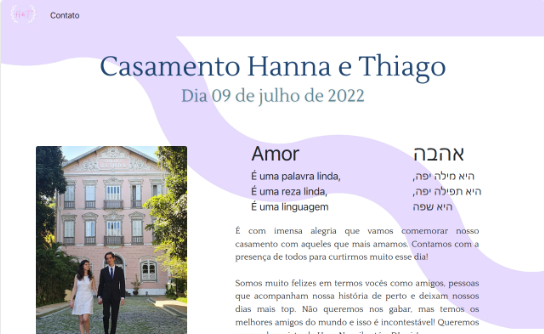 Contato
Casamento Hanna e Thiago
Dia 09 de julho de 2022
Amor
É uma palavra linda,
É uma reza linda,
É uma linguagem
אהבה
היא מילה יפה,
היא תפילה יפה,
היא שפה
É com imensa alegria que vamos comemorar nosso
casamento com aqueles que mais amamos. Contamos com a
presença de todos para curtirmos muito esse dia!
Somos muito felizes em termos vocês como amigos, pessoas
que acompanham nossa história de perto e deixam nossos
dias mais top. Não queremos nos gabar, mas temos os
melhores amigos do mundo e isso é incontestável! Queremos